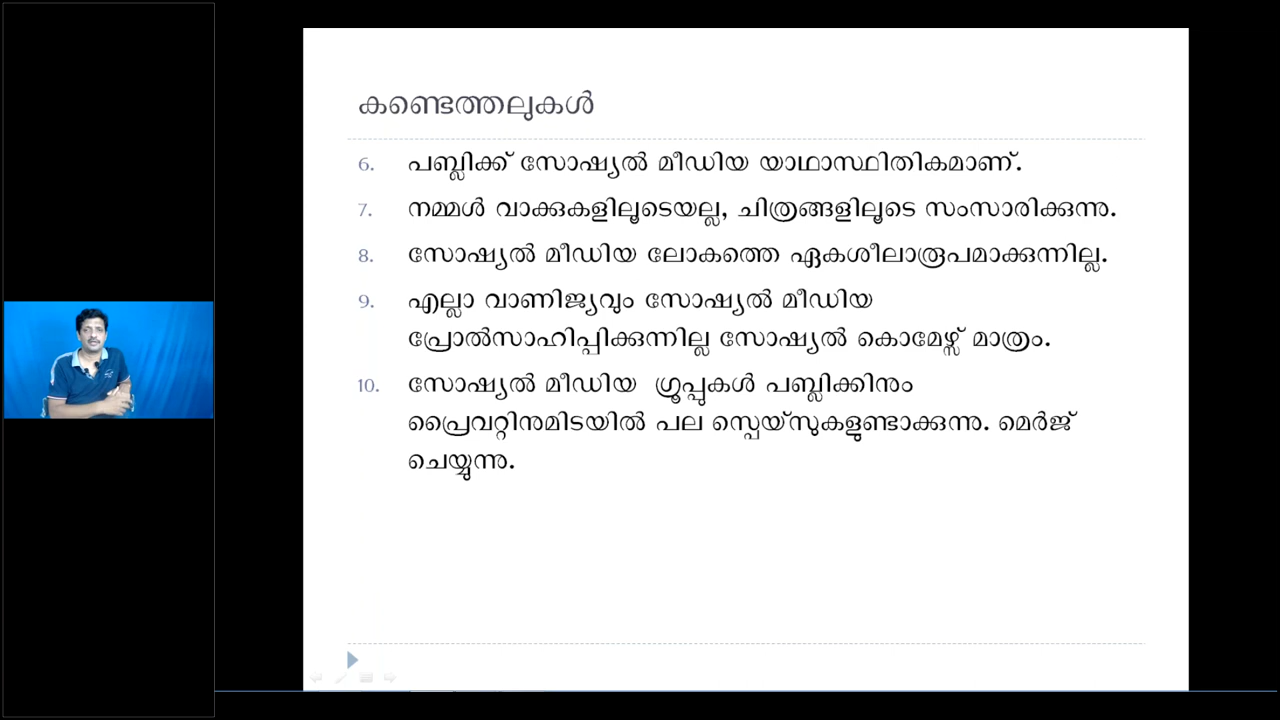 കണ്ടെത്തലുകൾ
6. പബ്ലിക്ക് സോഷ്യൽ മീഡിയ യാഥാസ്ഥിതികമാണ്.
7. നമ്മൾ വാക്കുകളിലൂടെയല്ല, ചിത്രങ്ങളിലൂടെ സംസാരിക്കുന്നു.
8. സോഷ്യൽ മീഡിയ ലോകത്തെ ഏകശീലാരൂപമാക്കുന്നില്ല.
9. എല്ലാ വാണിജ്യവും സോഷ്യൽ മീഡിയ
പ്രോൽസാഹിപ്പിക്കുന്നില്ല സോഷ്യൽ കൊമേഴ്സ് മാത്രം.
10. സോഷ്യൽ മീഡിയ ഗ്രൂപ്പുകൾ പബ്ലിക്കിനും
പ്രൈവറ്റിനുമിടയിൽ പല സ്പെയ്സുകളുണ്ടാക്കുന്നു. മെർജ്
ചെയ്യുന്നു.